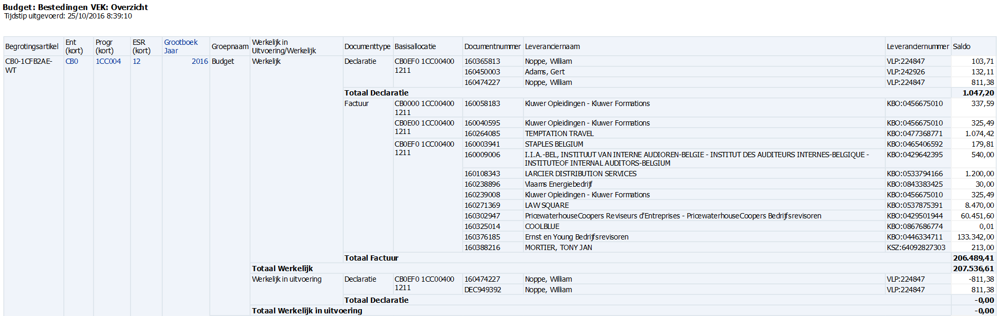 Budget: Bestedingen VEK: Overzicht
Tijdstip uitgevoerd: 25/10/2016 8:39:10
Begrotingsartikel Ent (kort) Progr (kort) ESR (kort) Grootboek Jaar Groepnaam Werkelijk in Uitvoering/Werkelijk Documenttype Basisallocatie Documentnummer Leveranciernaam Leveranciernummer Saldo
CB0-1CFB2AE-WT CB0 1CC004 12 2016 Budget Werkelijk Declaratie CB0EF0 1CC00400 1211 160365813 Noppe, William VLP:224847 103,71
160450003 Adams, Gert VLP:242926 132,11
160474227 Noppe, William VLP:224847 811,38
Totaal Declaratie 1.047,20
Factuur CB0000 1CC00400 1211 160058183 Kluwer Opleidingen - Kluwer Formations KBO:0456675010 337,59
CB0E00 1CC00400 1211 160040595 Kluwer Opleidingen - Kluwer Formations KBO:0456675010 325,49
160264085 TEMPTATION TRAVEL KBO:0477368771 1.074,42
CB0EF0 1CC00400 1211 160003941 STAPLES BELGIUM KBO:0465406592 179,81
160009006 I.I.A.-BEL, INSTITUUT VAN INTERNE AUDIOREN-BELGIE - INSTITUT DES AUDITEURS INTERNES-BELGIQUE - KBO:0429642395 540,00
INSTITUTEOF INTERNAL AUDITORS-BELGIUM
160108343 LARCIER DISTRIBUTION SERVICES KBO:0533794166 1.200,00
160238896 Vlaams Energiebedrijf KBO:0843383425 30,00
160239008 Kluwer Opleidingen - Kluwer Formations KBO:0456675010 325,49
160271369 LAW SQUARE KBO:0537875391 8.470,00
160302947 PricewaterhouseCoopers Reviseurs d'Entreprises - PricewaterhouseCoopers Bedrijfsrevisoren KBO:0429501944 60.451,60
160325014 COOLBLUE KBO:0867686774 0,01
160376185 Ernst en Young Bedrijfsrevisoren KBO:0446334711 133.342,00
160388216 MORTIER, TONY JAN KSZ:64092827303 213,00
Totaal Factuur 206.489,41
Totaal Werkelijk 207.536,61
Werkelijk in uitvoering Declaratie CB0EF0 1CC00400 1211 160474227 Noppe, William VLP:224847 -811,38
DEC949392 Noppe, William VLP:224847 811,38
Totaal Declaratie -0,00
Totaal Werkelijk in uitvoering -0,00